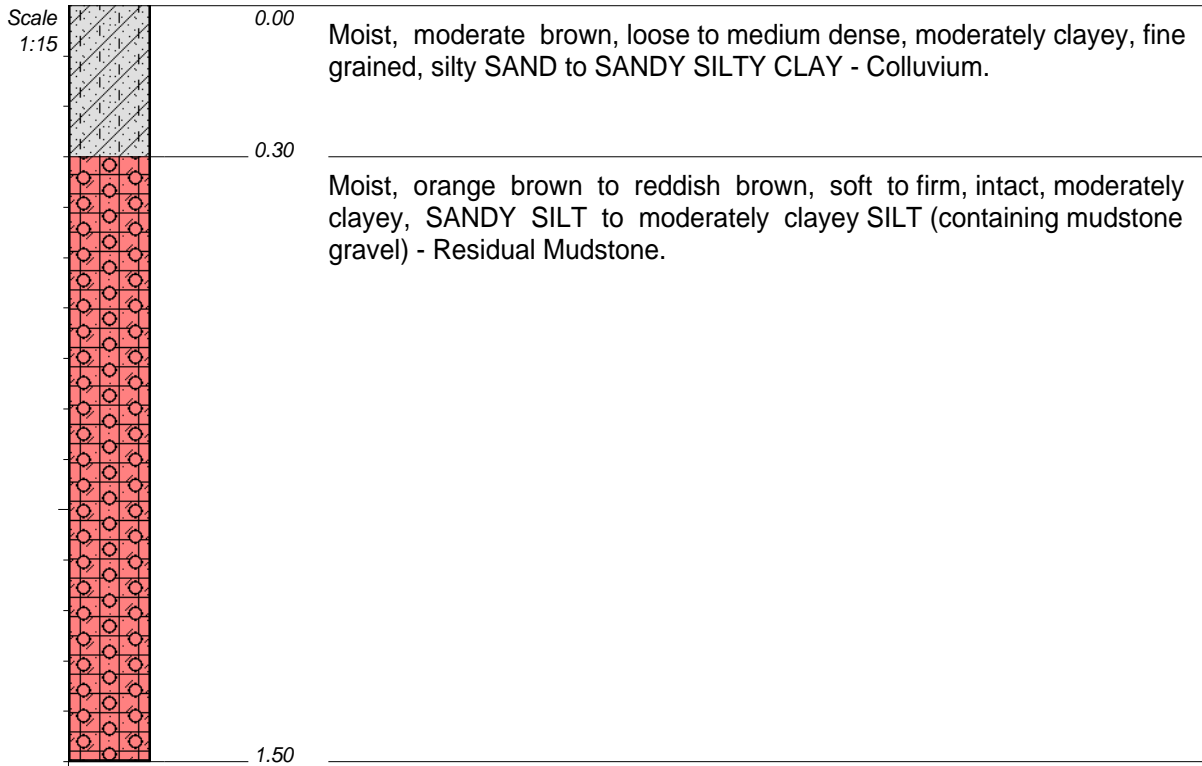 Scale
1:15
0.00
Moist, moderate brown, loose to medium dense, moderately clayey, fine
grained, silty SAND to SANDY SILTY CLAY - Colluvium.
0.30
Moist, orange brown to reddish brown, soft to firm, intact, moderately
clayey, SANDY SILT to moderately clayey SILT (containing mudstone
gravel) - Residual Mudstone.
1.50